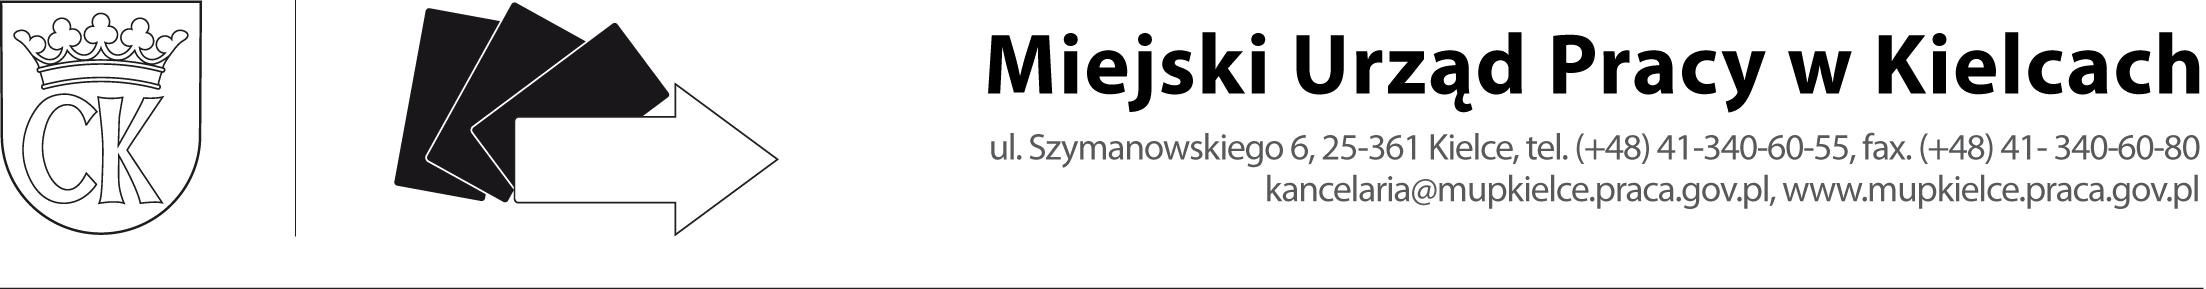 CK
Miejski Urząd Pracy w Kielcach
ul. Szymanowskiego 6, 25-361 Kielce, tel. (+48) 41-340-60-55, fax. (+48) 41- 340-60-80
kancelaria@mupkielce.praca.gov.pl, www.mupkielce.praca.gov.pl